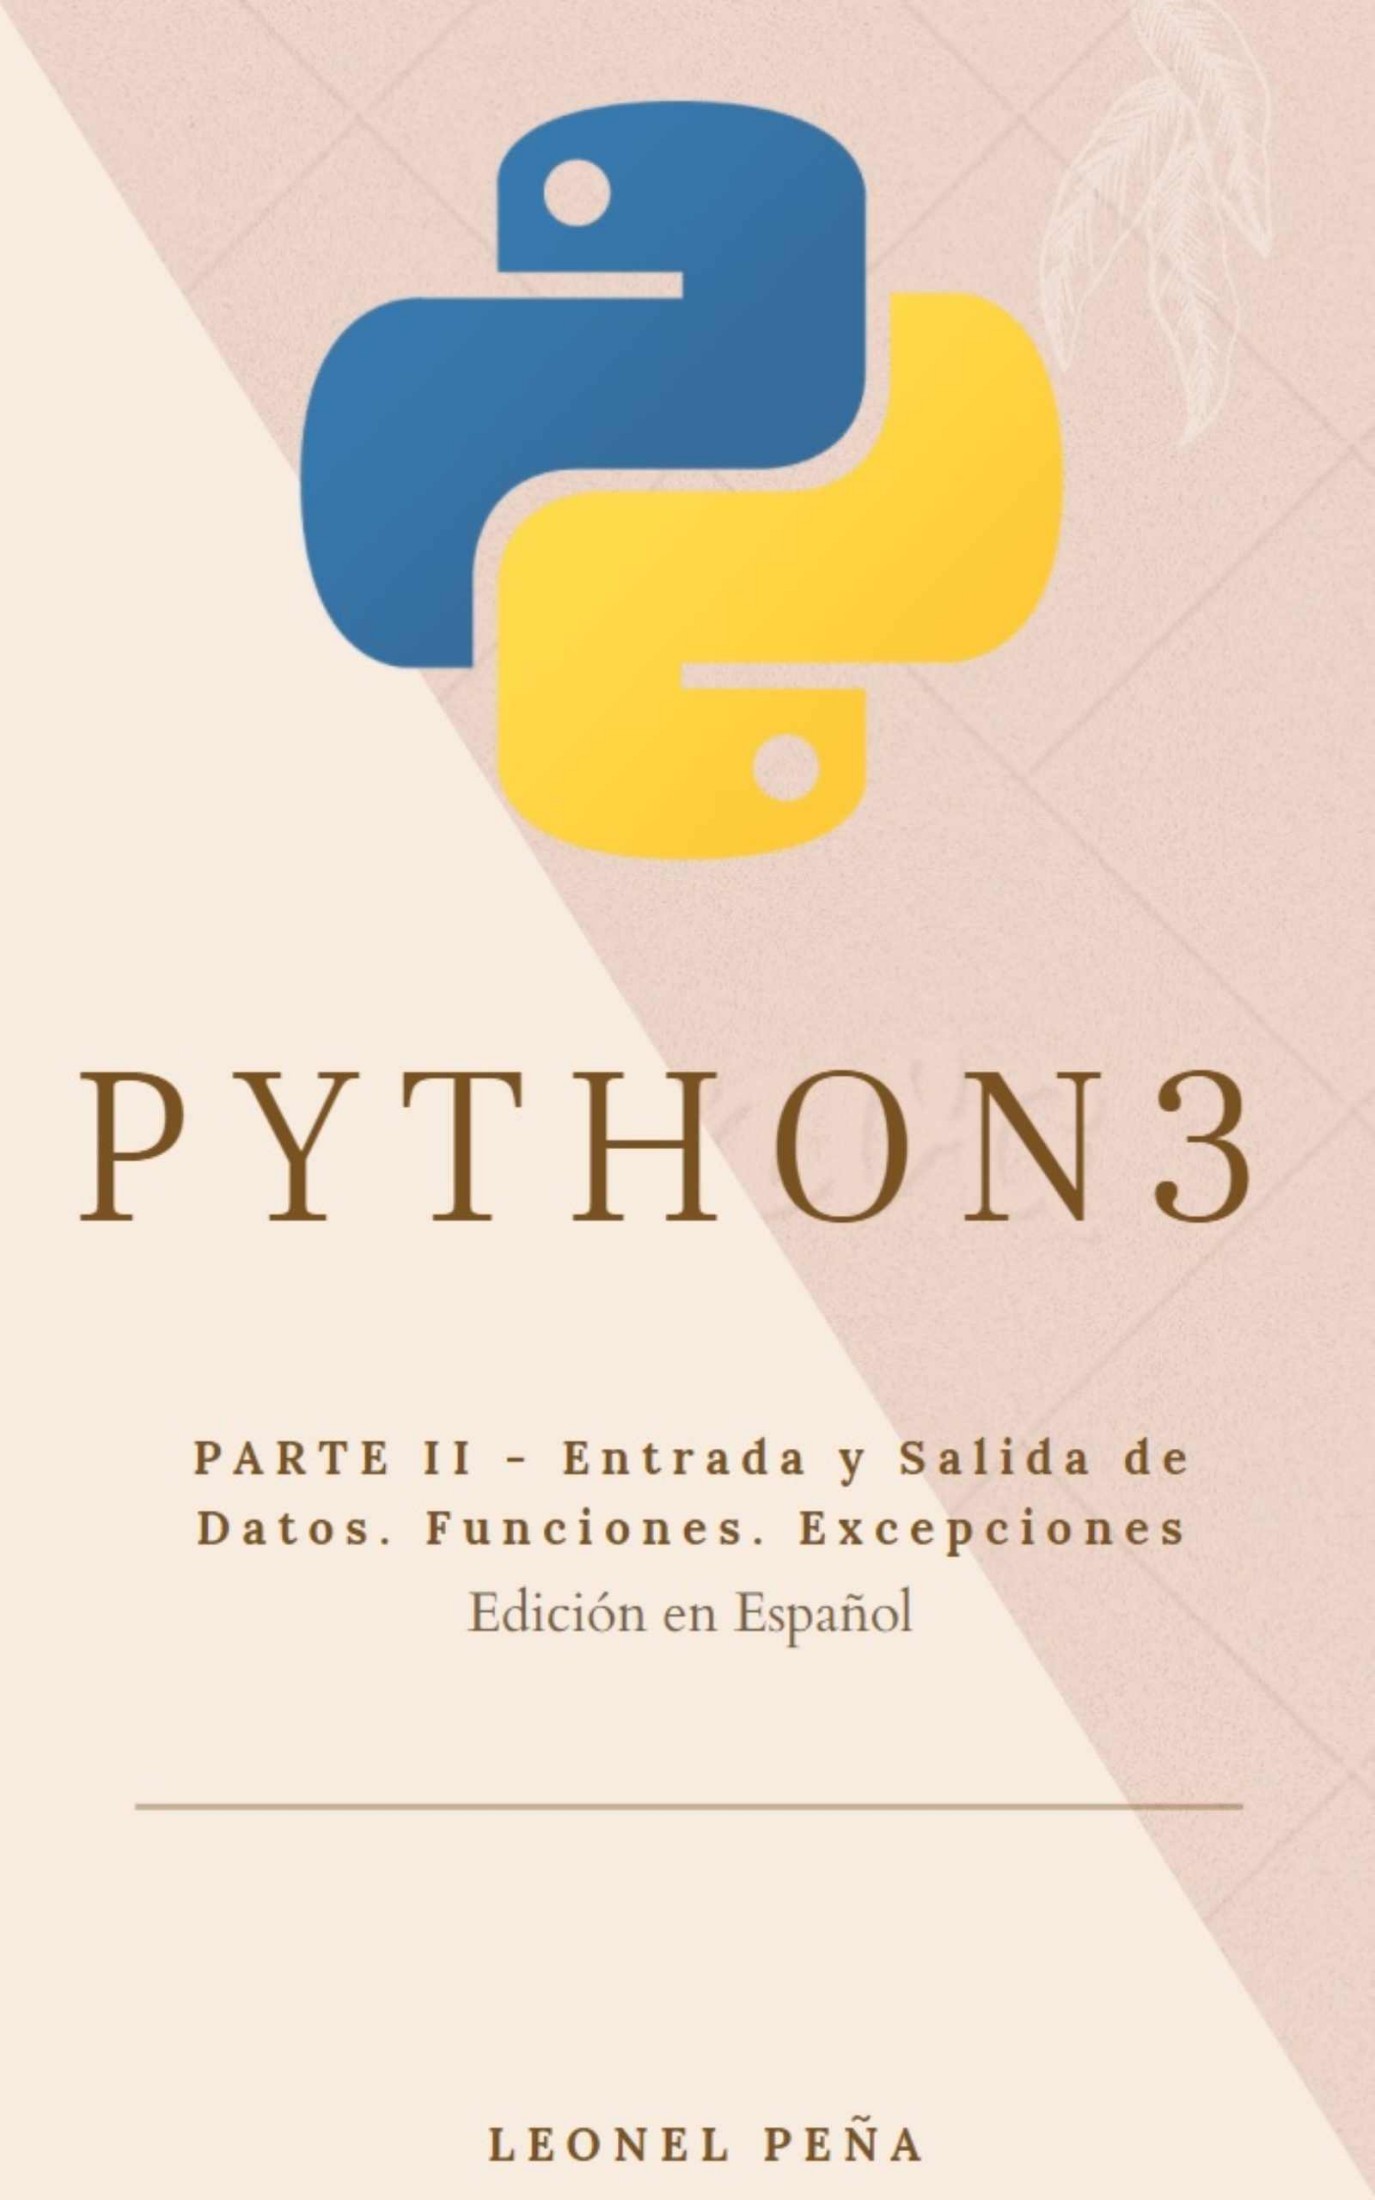 PYTHON3
PARTE II - Entrada y Salida de
Datos. Funciones. Excepciones
Edición en Español
LEONEL PEÑA